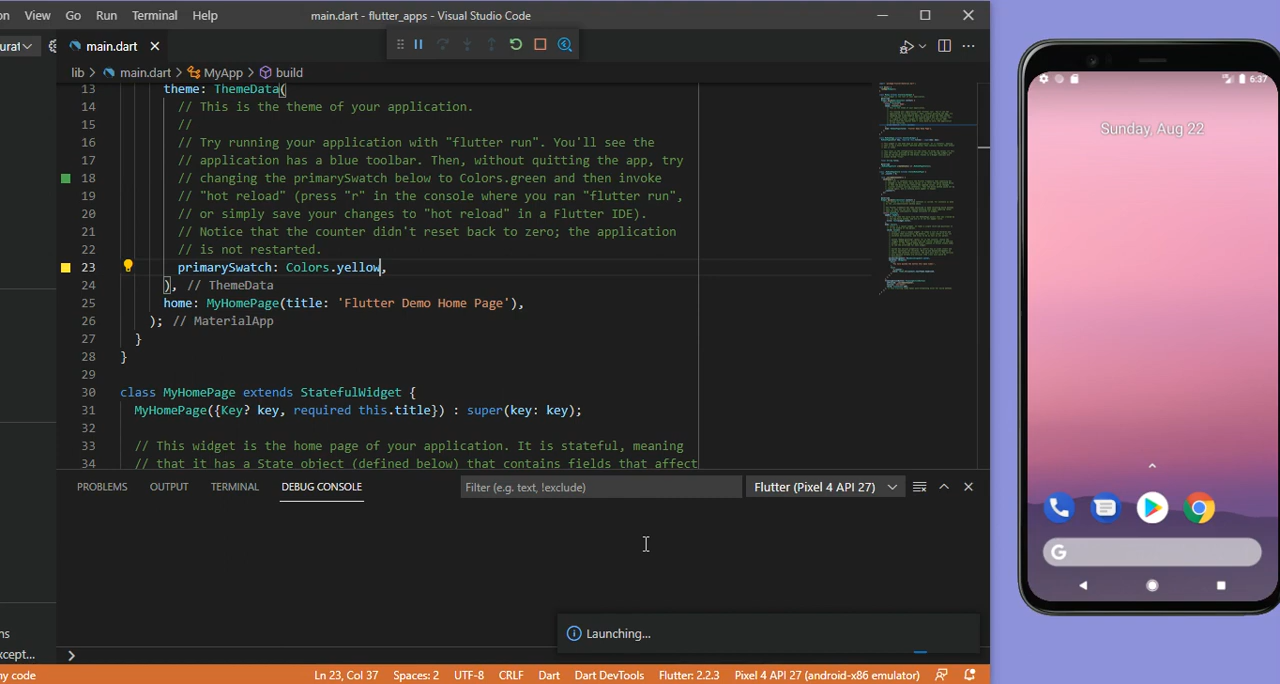 on View Go Run Terminal Help main.dart - flutter_apps - Visual Studio Code
urat main.dart
lib > main.dart > MyApp > build
13 theme: ThemeData(
14 // This is the theme of your application.
15 //
16 // Try running your application with "flutter run". You'll see the
17 // application has a blue toolbar. Then, without quitting the app, try
18 // changing the primarySwatch below to Colors.green and then invoke
19 // "hot reload" (press "r" in the console where you ran "flutter run",
20 // or simply save your changes to "hot reload" in a Flutter IDE).
21 // Notice that the counter didn't reset back to zero; the application
22 // is not restarted.
23 primarySwatch: Colors.yellow,
24 ), // ThemeData
25 home: MyHomePage(title: 'Flutter Demo Home Page'),
26 ); // MaterialApp
27 }
28 }
29
30 class MyHomePage extends StatefulWidget {
31 MyHomePage({Key? key, required this.title}) : super(key: key);
32
33 // This widget is the home page of your application. It is stateful, meaning
34 // that it has a State object (defined below) that contains fields that affect
PROBLEMS OUTPUT TERMINAL DEBUG CONSOLE Filter (e.g. text, !exclude) Flutter (Pixel 4 API 27)
Launching...
ns
xcept...
ny code Ln 23, Col 37 Spaces: 2 UTF-8 CRLF Dart Dart DevTools Flutter: 2.2.3 Pixel 4 API 27 (android-x86 emulator)
6:37
Sunday, Aug 22
G